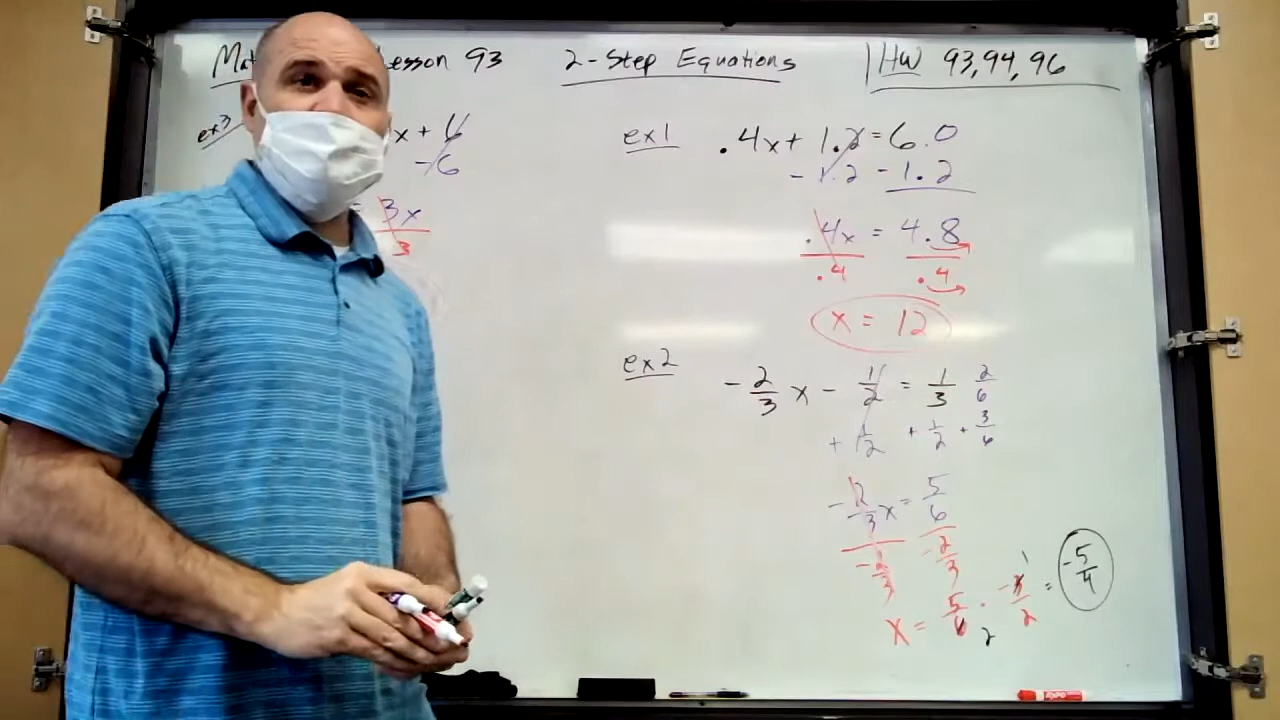 Lesson 93
2-Step Equations
HW 93, 94, 96
ex3
x + 6
-6
= 3x
3
ex1
.4x + 1.2 = 6.0
- 1.2 - 1.2
.4x = 4.8
.4 .4
x = 12
ex2
- 2/3 x - 1/2 = 1/3 2/6
+ 1/2 + 1/2 + 3/6
- 2/3 x = 5/6
- 2/3 - 2/3
x = 5/6 · -3/2 = -5/4
1
2
EXPO